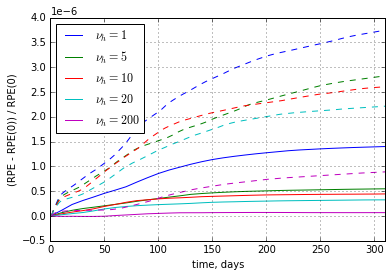 1e−6
4.0
3.5
3.0
2.5
2.0
1.5
1.0
0.5
0.0
−0.5
(RPE - RPE(0)) / RPE(0)
ν_h = 1
ν_h = 5
ν_h = 10
ν_h = 20
ν_h = 200
0 50 100 150 200 250 300
time, days